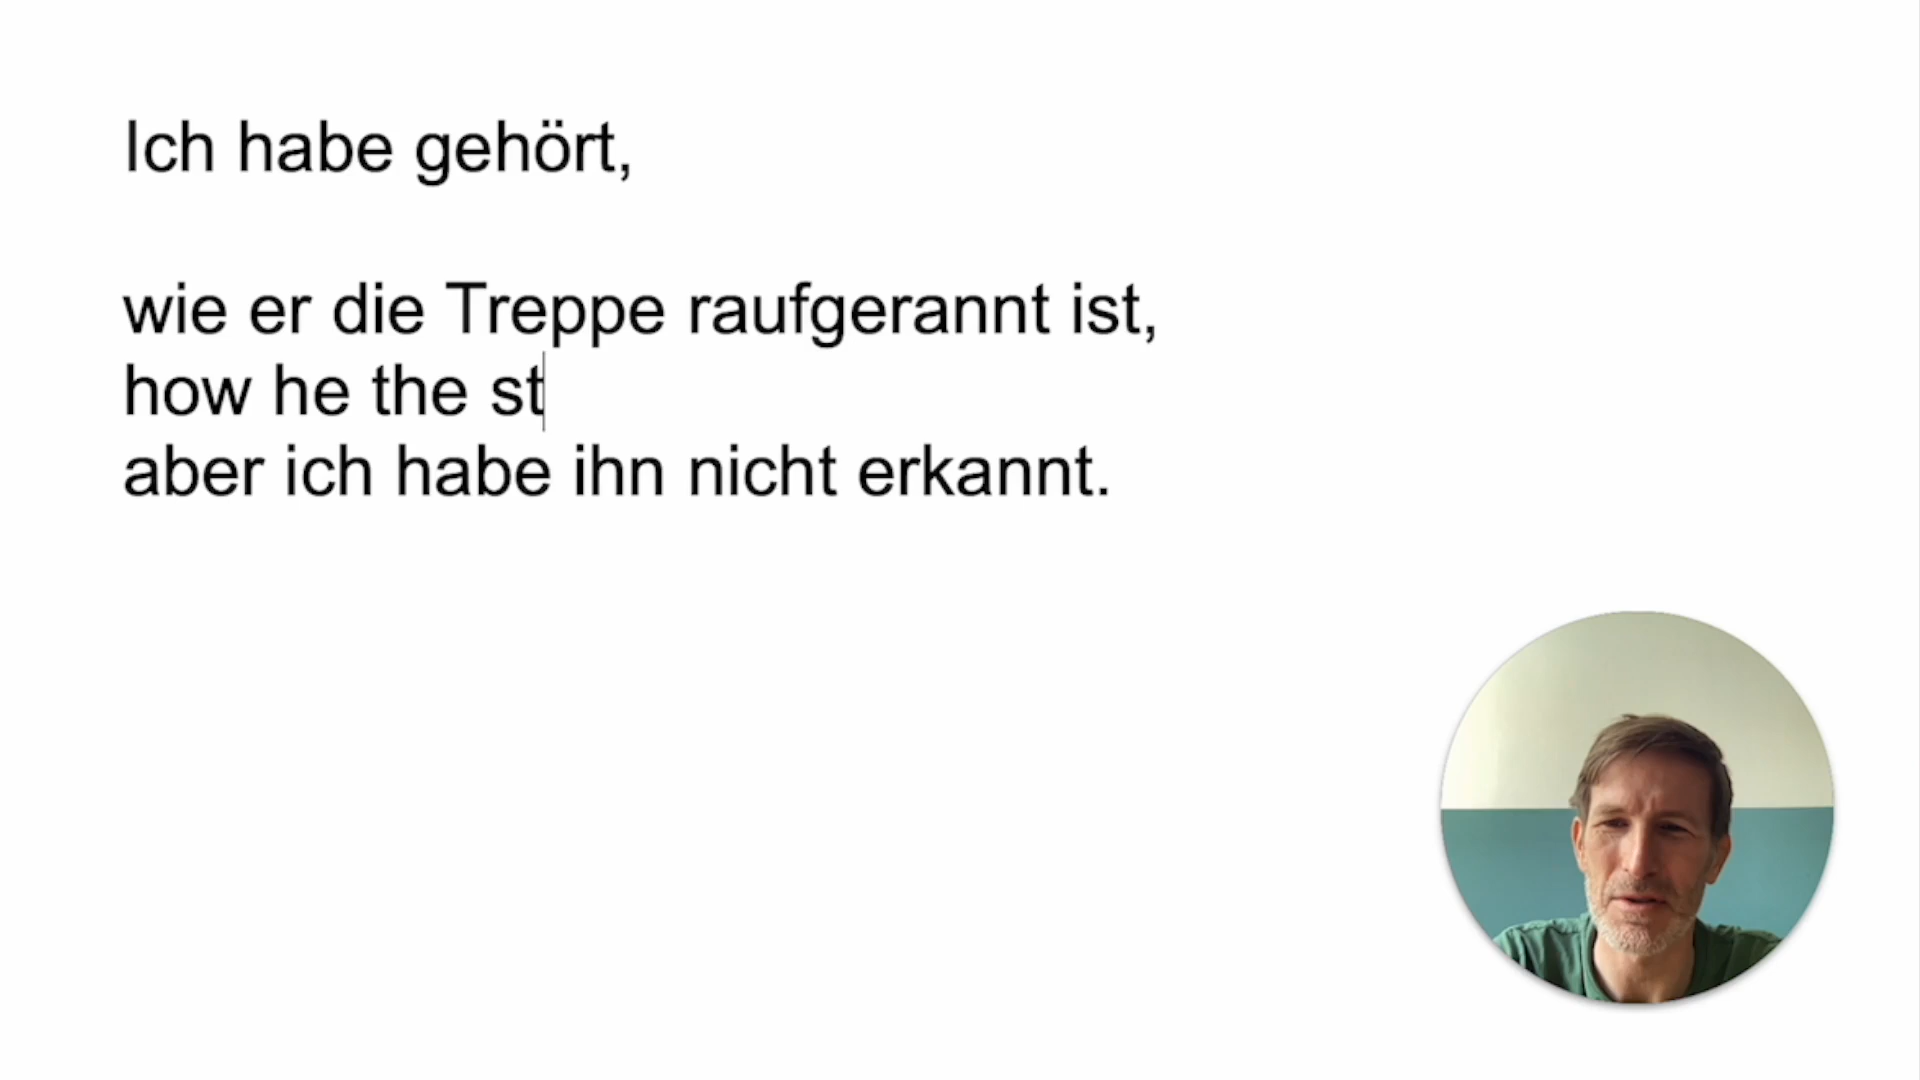 Ich habe gehört,
wie er die Treppe raufgerannt ist,
how he the st
aber ich habe ihn nicht erkannt.